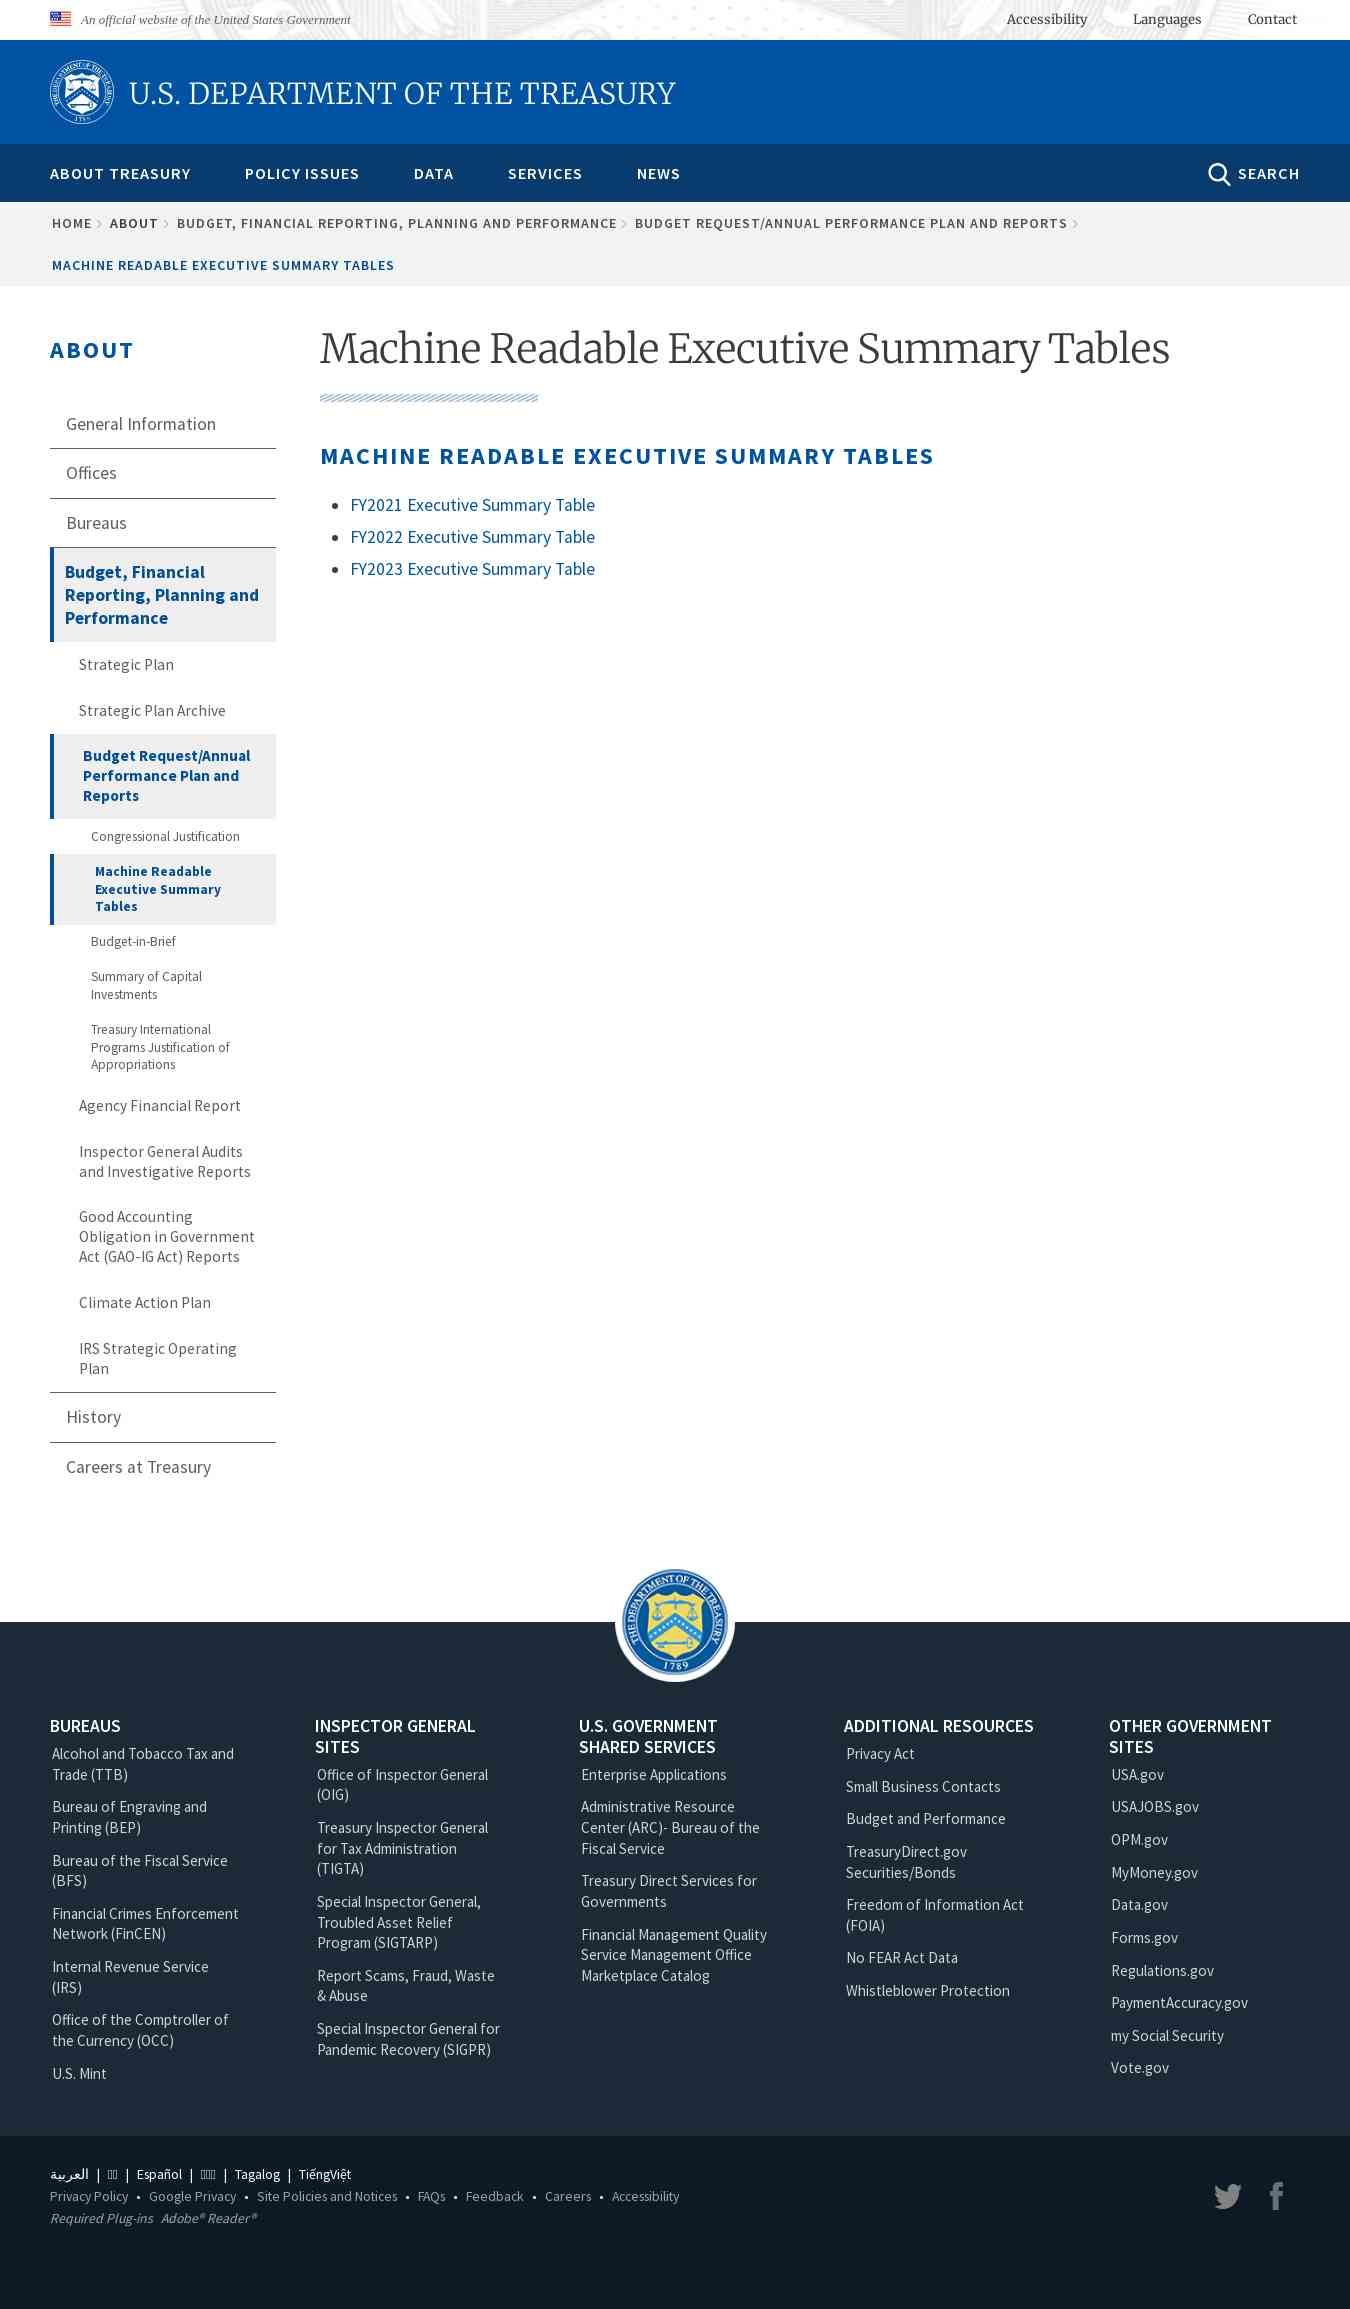 An official website of the United States Government
Accessibility
Languages
Contact
U.S. DEPARTMENT OF THE TREASURY
ABOUT TREASURY
POLICY ISSUES
DATA
SERVICES
NEWS
SEARCH
HOME
ABOUT
BUDGET, FINANCIAL REPORTING, PLANNING AND PERFORMANCE
BUDGET REQUEST/ANNUAL PERFORMANCE PLAN AND REPORTS
MACHINE READABLE EXECUTIVE SUMMARY TABLES
ABOUT
General Information
Offices
Bureaus
Budget, Financial
Reporting, Planning and
Performance
Strategic Plan
Strategic Plan Archive
Budget Request/Annual
Performance Plan and
Reports
Congressional Justification
Machine Readable
Executive Summary
Tables
Budget-in-Brief
Summary of Capital
Investments
Treasury International
Programs Justification of
Appropriations
Agency Financial Report
Inspector General Audits
and Investigative Reports
Good Accounting
Obligation in Government
Act (GAO-IG Act) Reports
Climate Action Plan
IRS Strategic Operating
Plan
History
Careers at Treasury
Machine Readable Executive Summary Tables
MACHINE READABLE EXECUTIVE SUMMARY TABLES
FY2021 Executive Summary Table
FY2022 Executive Summary Table
FY2023 Executive Summary Table
THE DEPARTMENT OF THE TREASURY
1789
BUREAUS
Alcohol and Tobacco Tax and
Trade (TTB)
Bureau of Engraving and
Printing (BEP)
Bureau of the Fiscal Service
(BFS)
Financial Crimes Enforcement
Network (FinCEN)
Internal Revenue Service
(IRS)
Office of the Comptroller of
the Currency (OCC)
U.S. Mint
INSPECTOR GENERAL
SITES
Office of Inspector General
(OIG)
Treasury Inspector General
for Tax Administration
(TIGTA)
Special Inspector General,
Troubled Asset Relief
Program (SIGTARP)
Report Scams, Fraud, Waste
& Abuse
Special Inspector General for
Pandemic Recovery (SIGPR)
U.S. GOVERNMENT
SHARED SERVICES
Enterprise Applications
Administrative Resource
Center (ARC)- Bureau of the
Fiscal Service
Treasury Direct Services for
Governments
Financial Management Quality
Service Management Office
Marketplace Catalog
ADDITIONAL RESOURCES
Privacy Act
Small Business Contacts
Budget and Performance
TreasuryDirect.gov
Securities/Bonds
Freedom of Information Act
(FOIA)
No FEAR Act Data
Whistleblower Protection
OTHER GOVERNMENT
SITES
USA.gov
USAJOBS.gov
OPM.gov
MyMoney.gov
Data.gov
Forms.gov
Regulations.gov
PaymentAccuracy.gov
my Social Security
Vote.gov
العربية | | Español | | Tagalog | TiếngViệt
Privacy Policy • Google Privacy • Site Policies and Notices • FAQs • Feedback • Careers • Accessibility
Required Plug-ins Adobe® Reader®